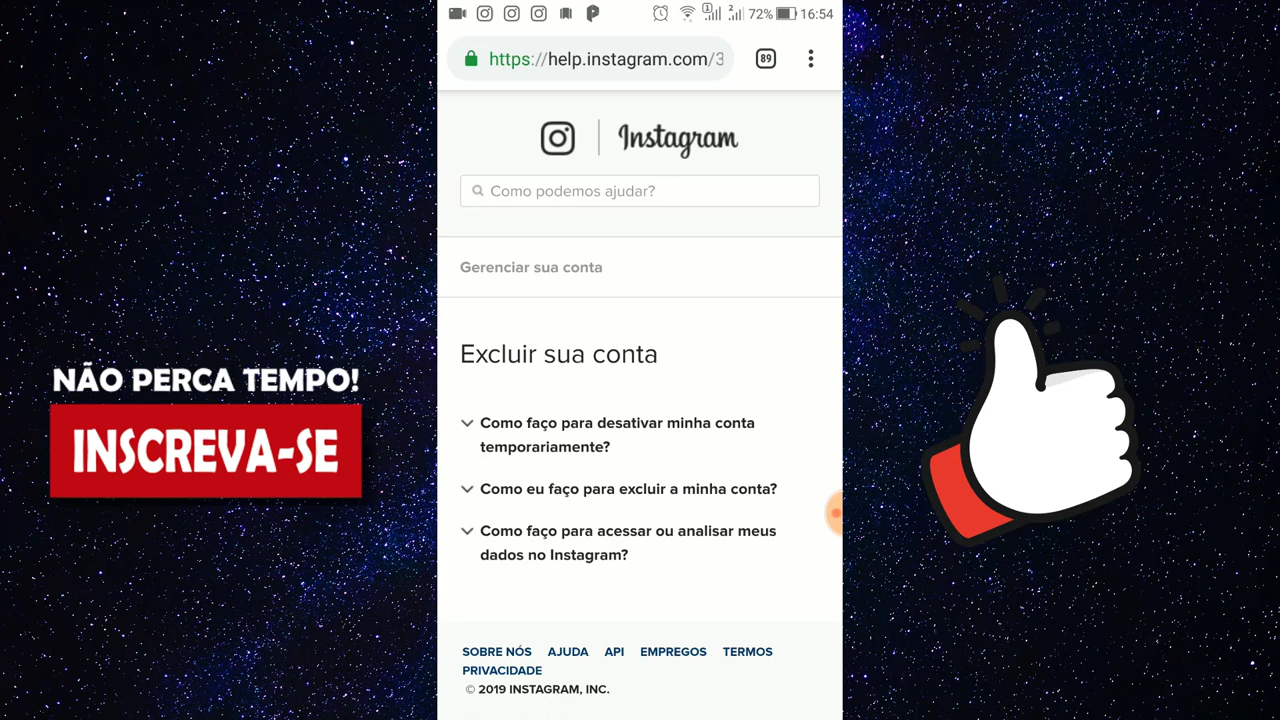 1
2
72%
16:54
https://help.instagram.com/3
89
Instagram
Como podemos ajudar?
Gerenciar sua conta
Excluir sua conta
Como faço para desativar minha conta
temporariamente?
Como eu faço para excluir a minha conta?
Como faço para acessar ou analisar meus
dados no Instagram?
SOBRE NÓS AJUDA API EMPREGOS TERMOS
PRIVACIDADE
© 2019 INSTAGRAM, INC.
NÃO PERCA TEMPO!
INSCREVA-SE